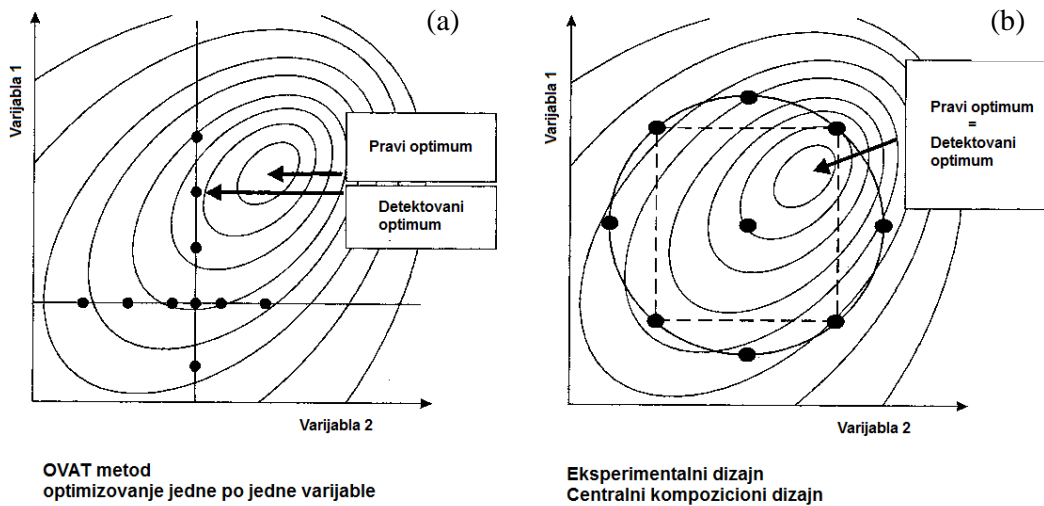 (a)
Varijabla 1
Pravi optimum
Detektovani
optimum
Varijabla 2
OVAT metod
optimizovanje jedne po jedne varijable
(b)
Varijabla 1
Pravi optimum
=
Detektovani
optimum
Varijabla 2
Eksperimentalni dizajn
Centralni kompozicioni dizajn